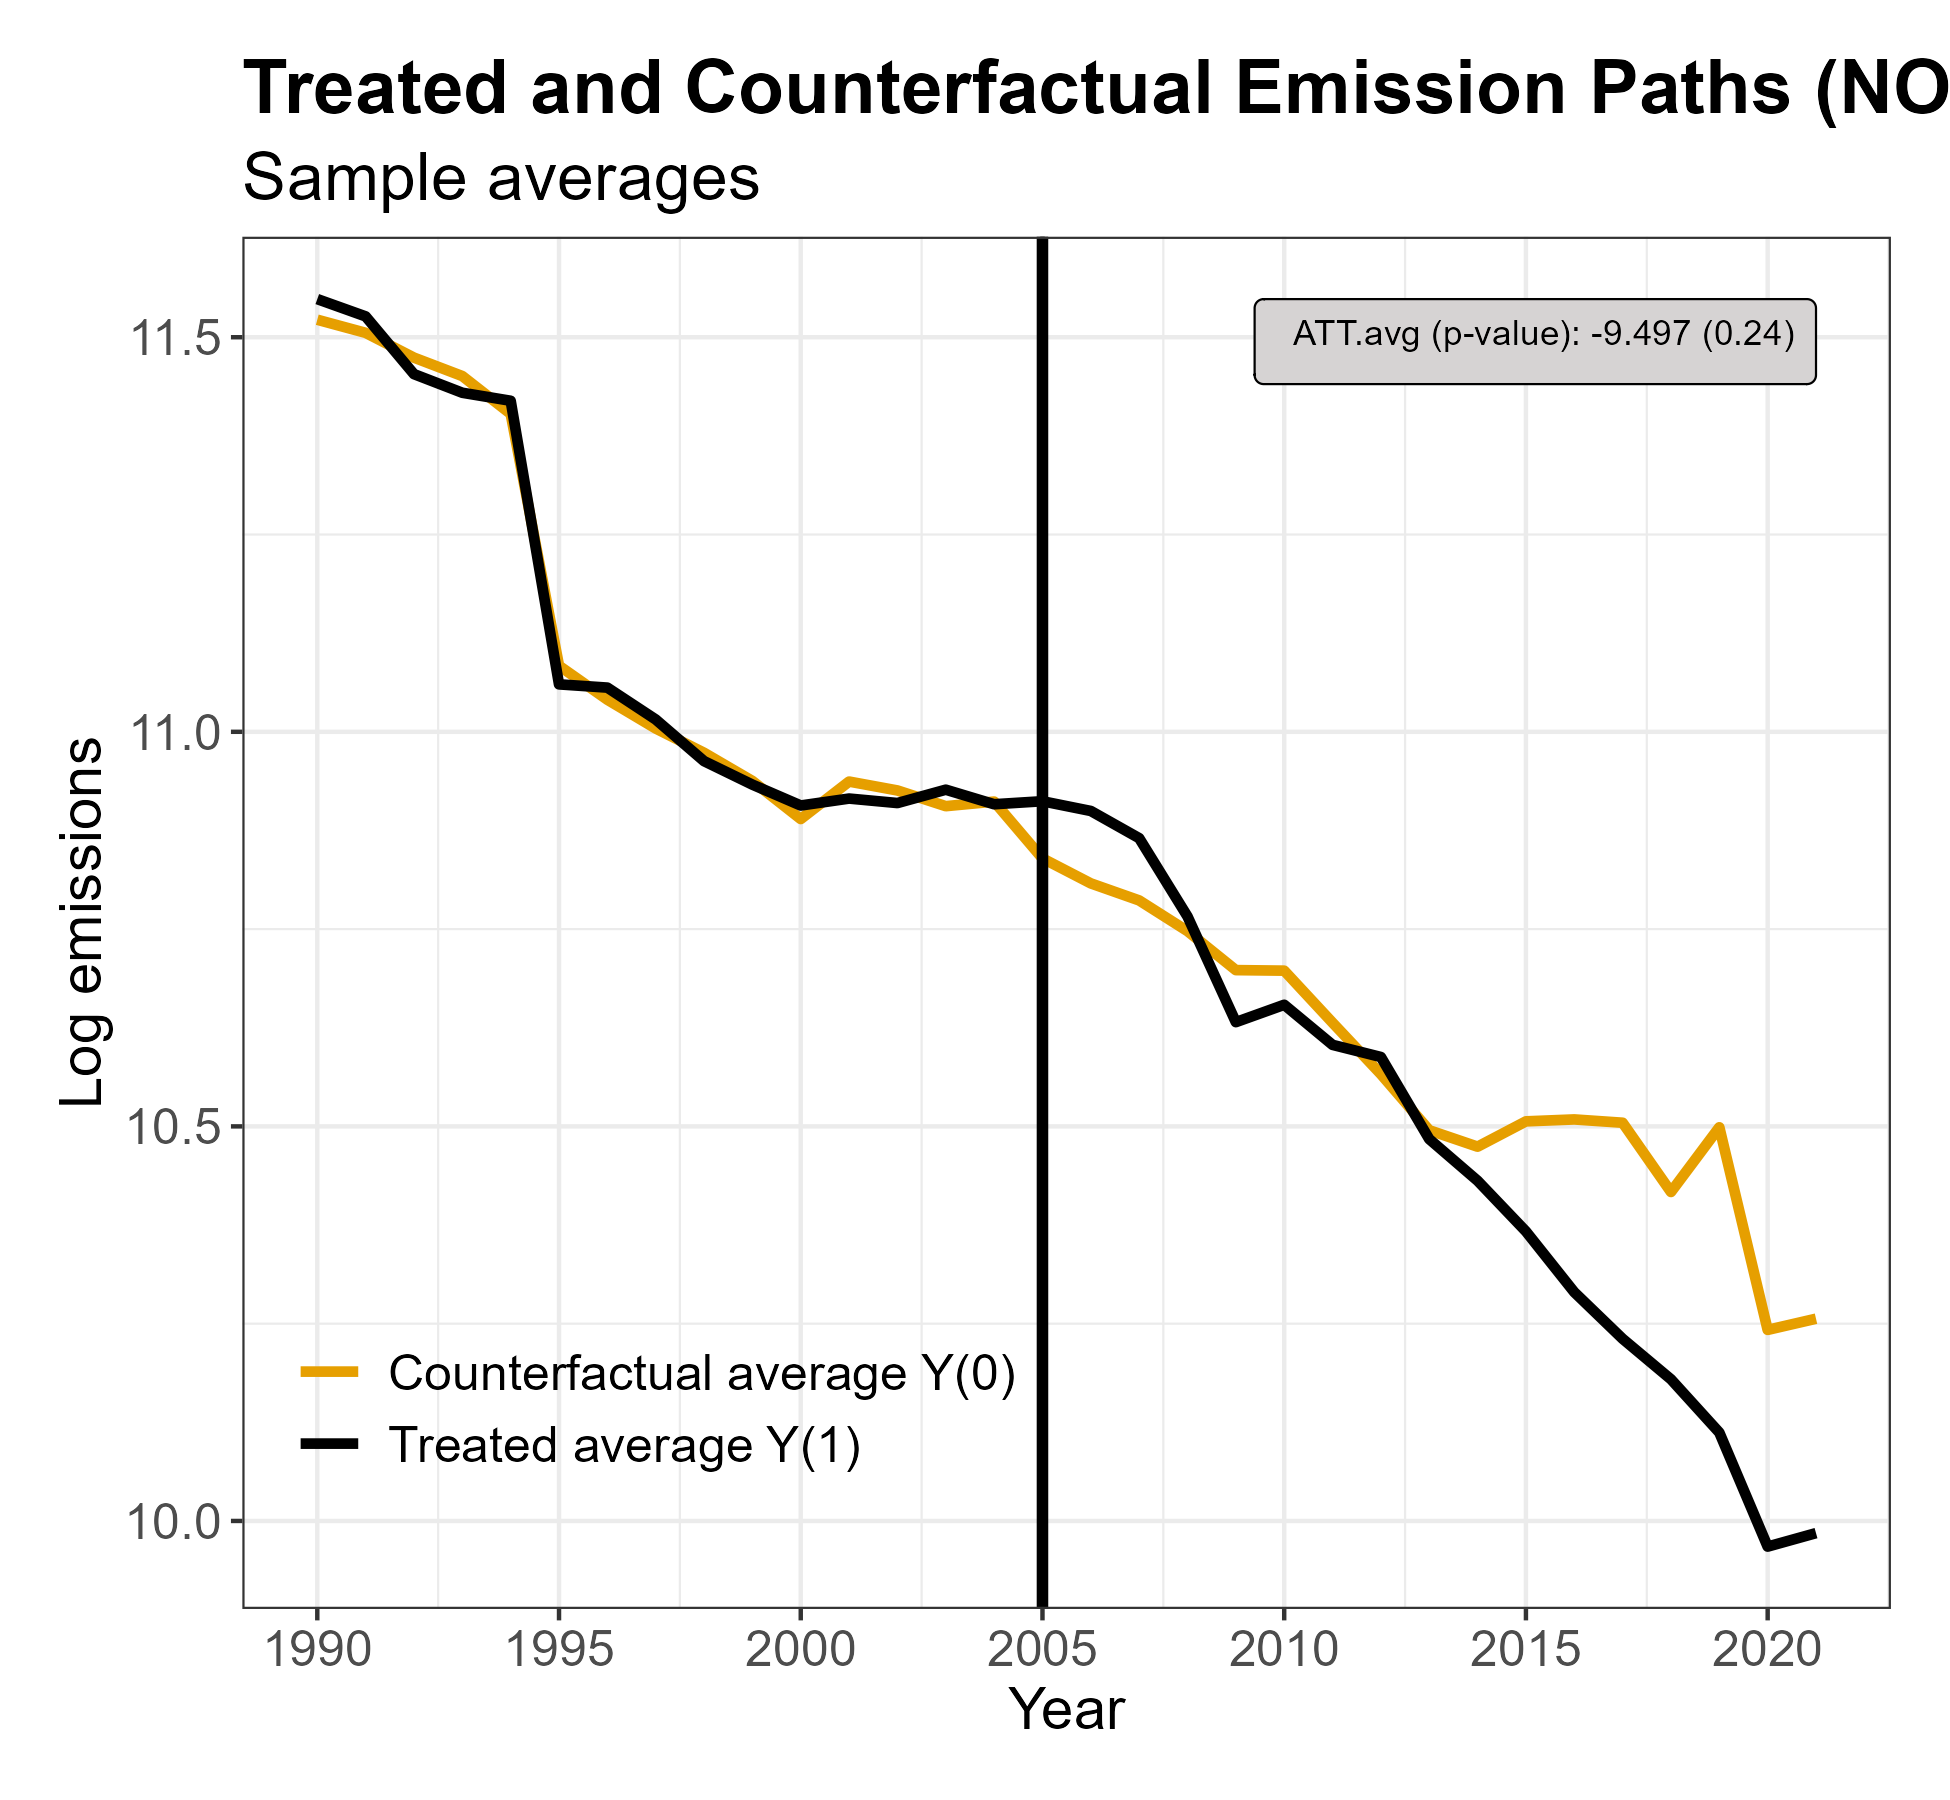 Treated and Counterfactual Emission Paths (NO
Sample averages
ATT.avg (p-value): -9.497 (0.24)
11.5
11.0
10.5
10.0
Log emissions
Counterfactual average Y(0)
Treated average Y(1)
1990 1995 2000 2005 2010 2015 2020
Year